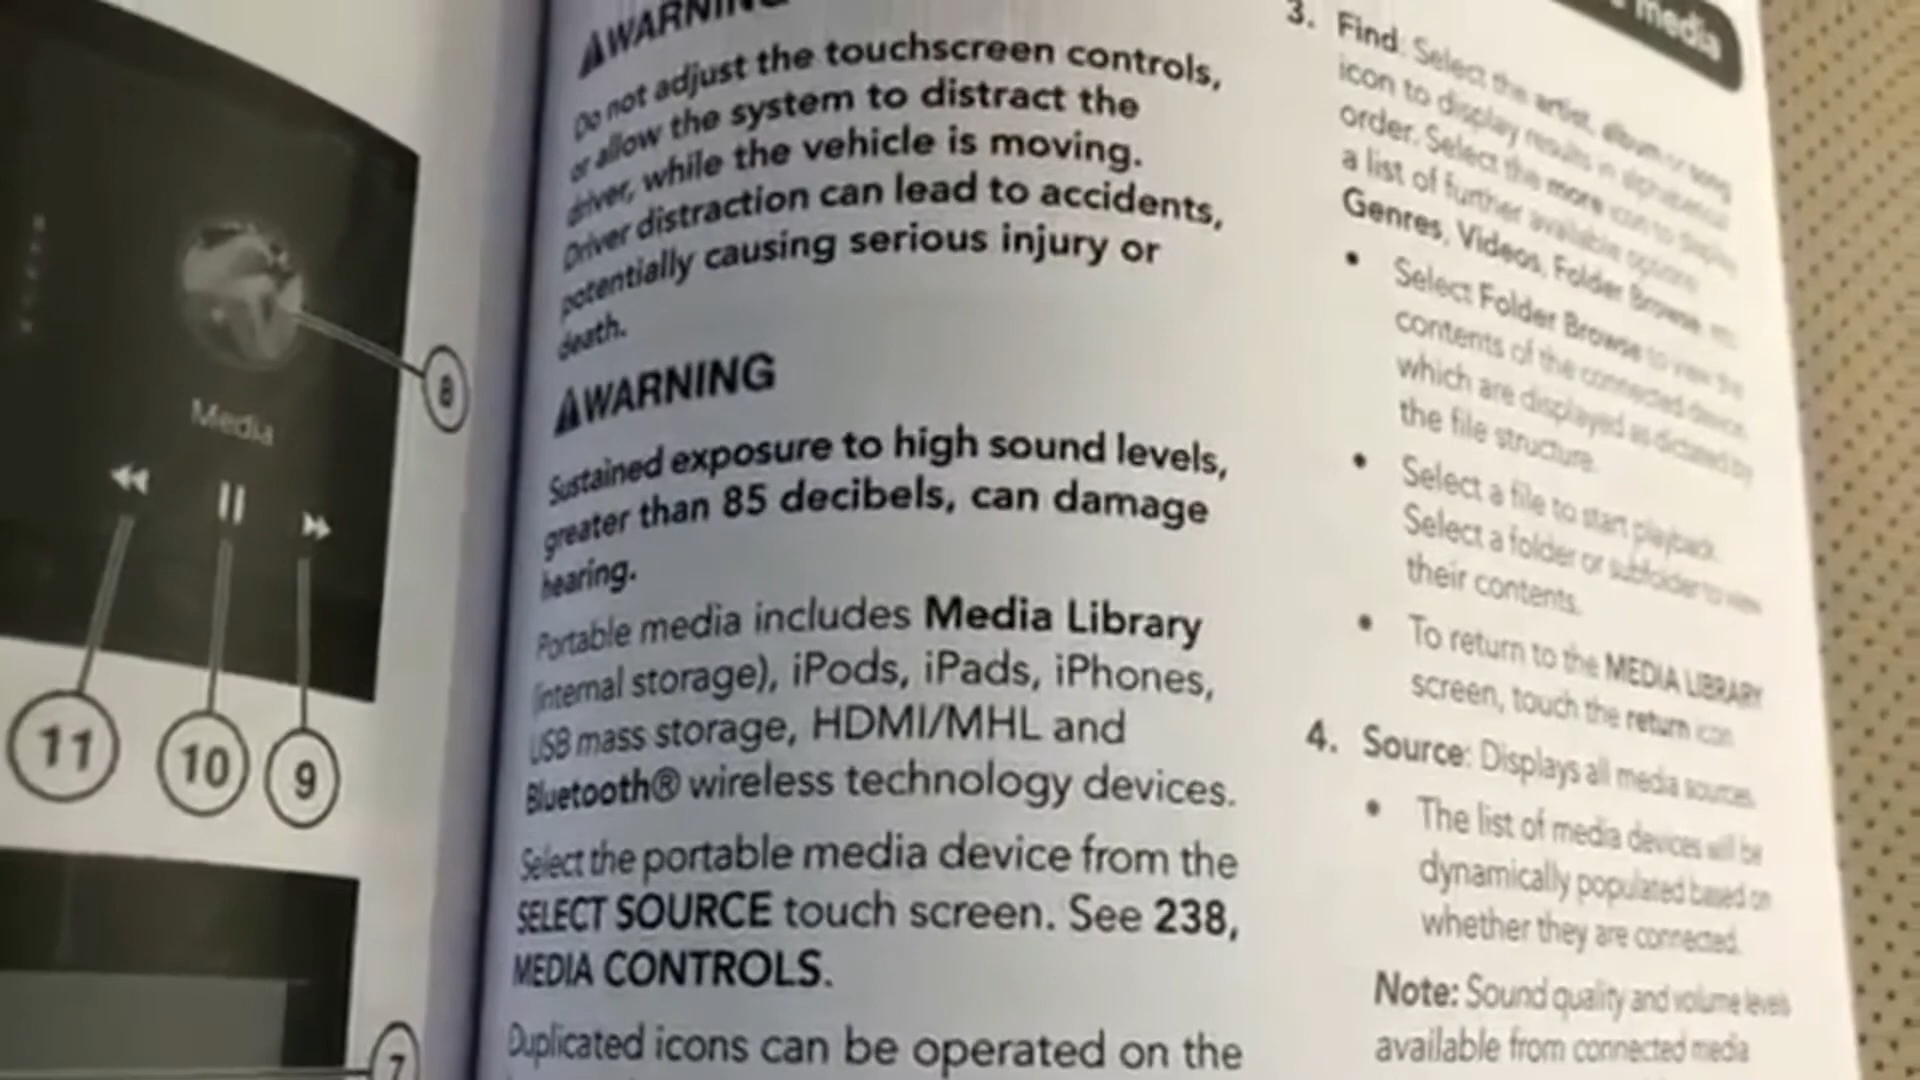 Media
8
11
10
9
7
WARNING
Do not adjust the touchscreen controls,
or allow the system to distract the
driver, while the vehicle is moving.
Driver distraction can lead to accidents,
potentially causing serious injury or
death.
WARNING
Sustained exposure to high sound levels,
greater than 85 decibels, can damage
hearing.
Portable media includes Media Library
(internal storage), iPods, iPads, iPhones,
USB mass storage, HDMI/MHL and
Bluetooth® wireless technology devices.
Select the portable media device from the
SELECT SOURCE touch screen. See 238,
MEDIA CONTROLS.
Duplicated icons can be operated on the
media
3. Find: Select the artist, album or song
icon to display results in alphabetical
order. Select the more icon to display
a list of further available options:
Genres, Videos, Folder Browse, etc.
• Select Folder Browse to view the
contents of the connected device,
which are displayed as dictated by
the file structure.
• Select a file to start playback.
Select a folder or subfolder to view
their contents.
• To return to the MEDIA LIBRARY
screen, touch the return icon.
4. Source: Displays all media sources.
• The list of media devices will be
dynamically populated based on
whether they are connected.
Note: Sound quality and volume levels
available from connected media